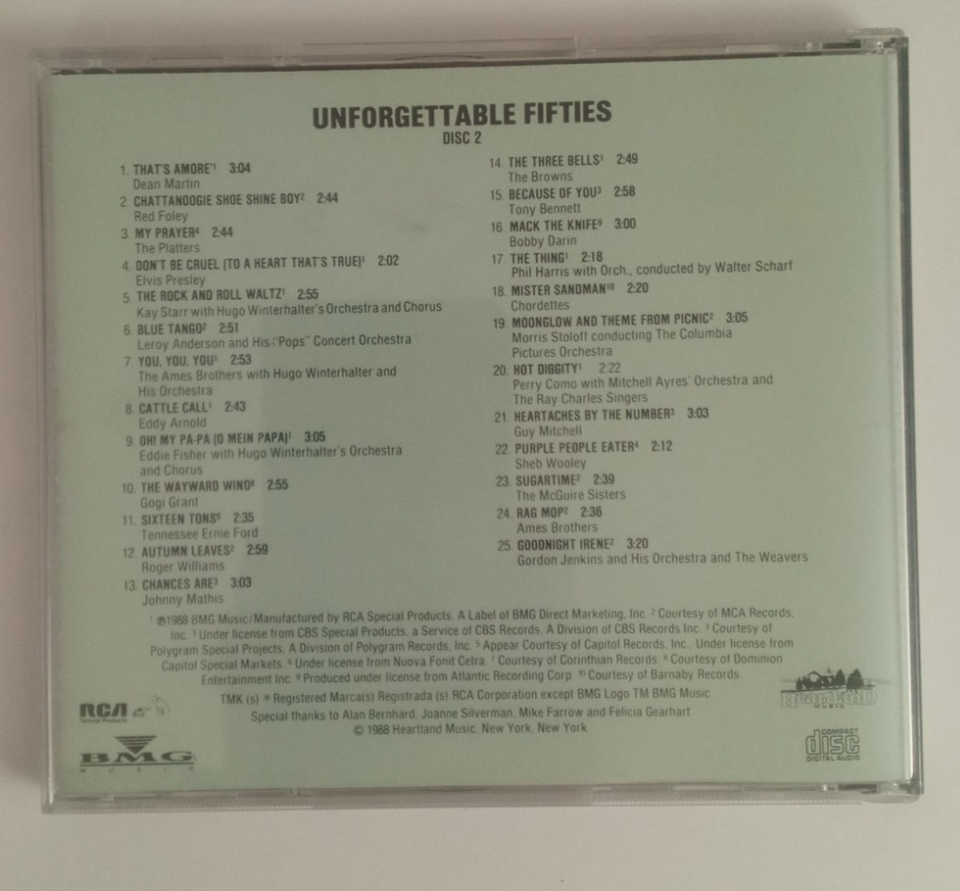 UNFORGETTABLE FIFTIES
DISC 2
1. THAT'S AMORE¹ 3:04
Dean Martin
2. CHATTANOOGIE SHOE SHINE BOY² 2:44
Red Foley
3. MY PRAYER⁴ 2:44
The Platters
4. DON'T BE CRUEL (TO A HEART THAT'S TRUE)¹ 2:02
Elvis Presley
5. THE ROCK AND ROLL WALTZ¹ 2:55
Kay Starr with Hugo Winterhalter's Orchestra and Chorus
6. BLUE TANGO² 2:51
Leroy Anderson and His "Pops" Concert Orchestra
7. YOU, YOU, YOU¹ 2:53
The Ames Brothers with Hugo Winterhalter and
His Orchestra
8. CATTLE CALL¹ 2:43
Eddy Arnold
9. OH! MY PA-PA (O MEIN PAPA)¹ 3:05
Eddie Fisher with Hugo Winterhalter's Orchestra
and Chorus
10. THE WAYWARD WIND⁶ 2:55
Gogi Grant
11. SIXTEEN TONS⁵ 2:35
Tennessee Ernie Ford
12. AUTUMN LEAVES² 2:59
Roger Williams
13. CHANCES ARE³ 3:03
Johnny Mathis
14. THE THREE BELLS¹ 2:49
The Browns
15. BECAUSE OF YOU³ 2:58
Tony Bennett
16. MACK THE KNIFE⁹ 3:00
Bobby Darin
17. THE THING¹ 2:18
Phil Harris with Orch., conducted by Walter Scharf
18. MISTER SANDMAN¹⁰ 2:20
Chordettes
19. MOONGLOW AND THEME FROM PICNIC² 3:05
Morris Stoloff conducting The Columbia
Pictures Orchestra
20. HOT DIGGITY¹ 2:22
Perry Como with Mitchell Ayres' Orchestra and
The Ray Charles Singers
21. HEARTACHES BY THE NUMBER³ 3:03
Guy Mitchell
22. PURPLE PEOPLE EATER⁴ 2:12
Sheb Wooley
23. SUGARTIME² 2:39
The McGuire Sisters
24. RAG MOP² 2:36
Ames Brothers
25. GOODNIGHT IRENE² 3:20
Gordon Jenkins and His Orchestra and The Weavers
¹ ℗1988 BMG Music/Manufactured by RCA Special Products, A Label of BMG Direct Marketing, Inc. ² Courtesy of MCA Records,
Inc. ³ Under license from CBS Special Products, a Service of CBS Records, A Division of CBS Records Inc. ⁴ Courtesy of
Polygram Special Projects, A Division of Polygram Records, Inc. ⁵ Appear Courtesy of Capitol Records, Inc., Under license from
Capitol Special Markets. ⁶ Under license from Nuova Fonit Cetra. ⁷ Courtesy of Corinthian Records. ⁸ Courtesy of Dominion
Entertainment Inc. ⁹ Produced under license from Atlantic Recording Corp. ¹⁰ Courtesy of Barnaby Records.
TMK (s) ® Registered Marca(s) Registrada (s) RCA Corporation except BMG Logo TM BMG Music
Special thanks to Alan Bernhard, Joanne Silverman, Mike Farrow and Felicia Gearhart
© 1988 Heartland Music, New York, New York
RCA
Special Products
BMG
MUSIC
HEARTLAND
MUSIC
COMPACT
disc
DIGITAL AUDIO